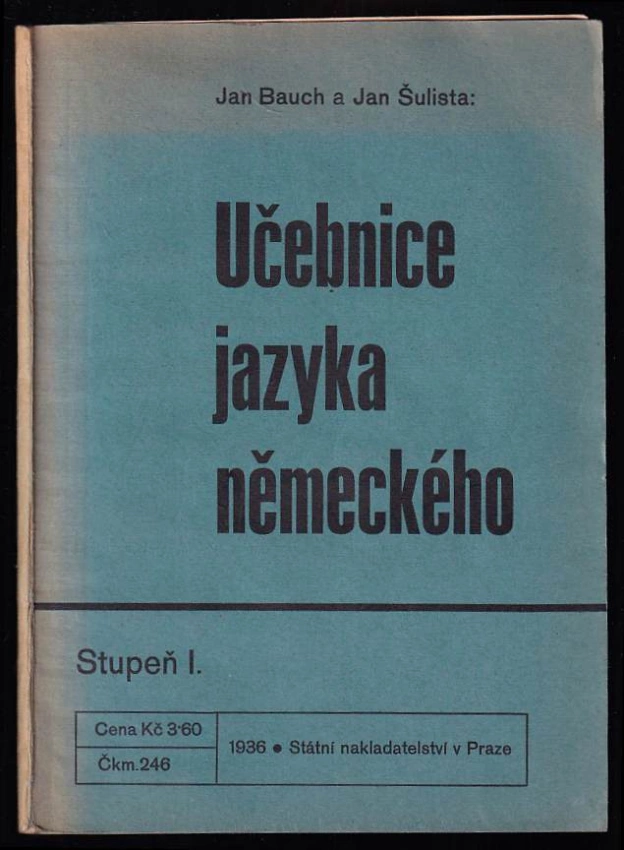 Jan Bauch a Jan Šulista:
Učebnice
jazyka
německého
Stupeň I.
Cena Kč 3·60
Čkm.246
1936 • Státní nakladatelství v Praze